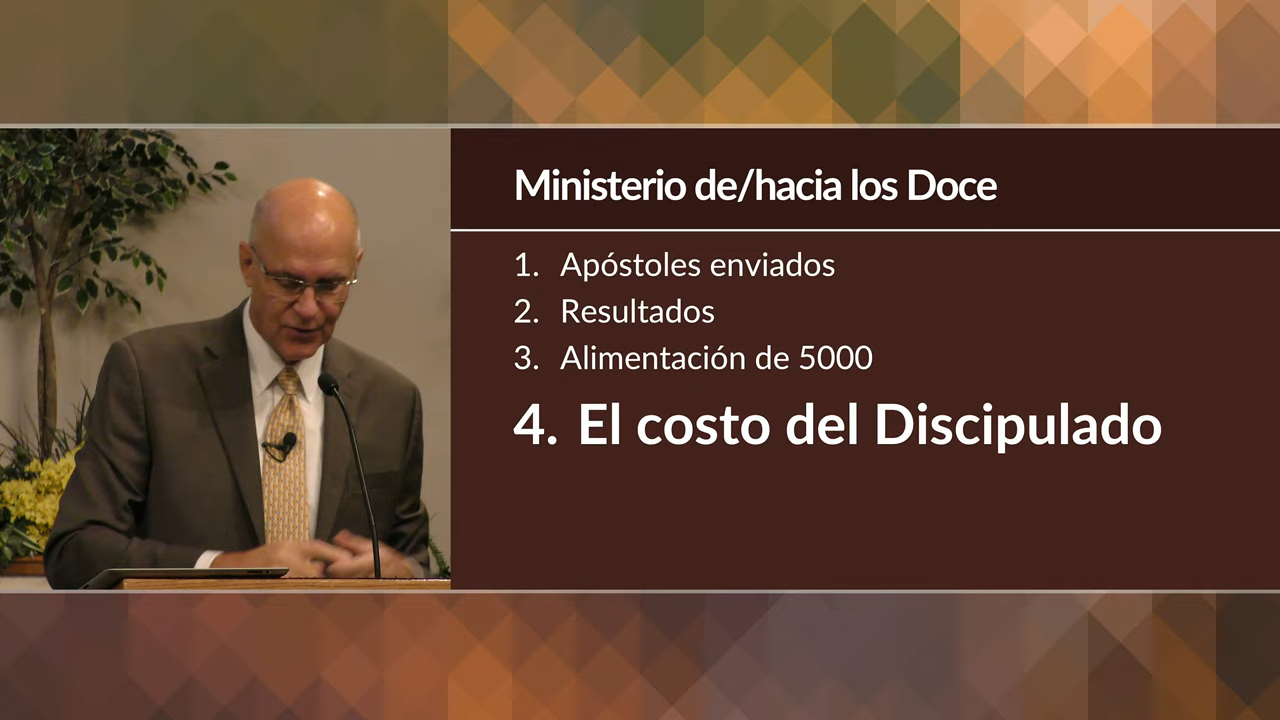 Ministerio de/hacia los Doce
1. Apóstoles enviados
2. Resultados
3. Alimentación de 5000
4. El costo del Discipulado